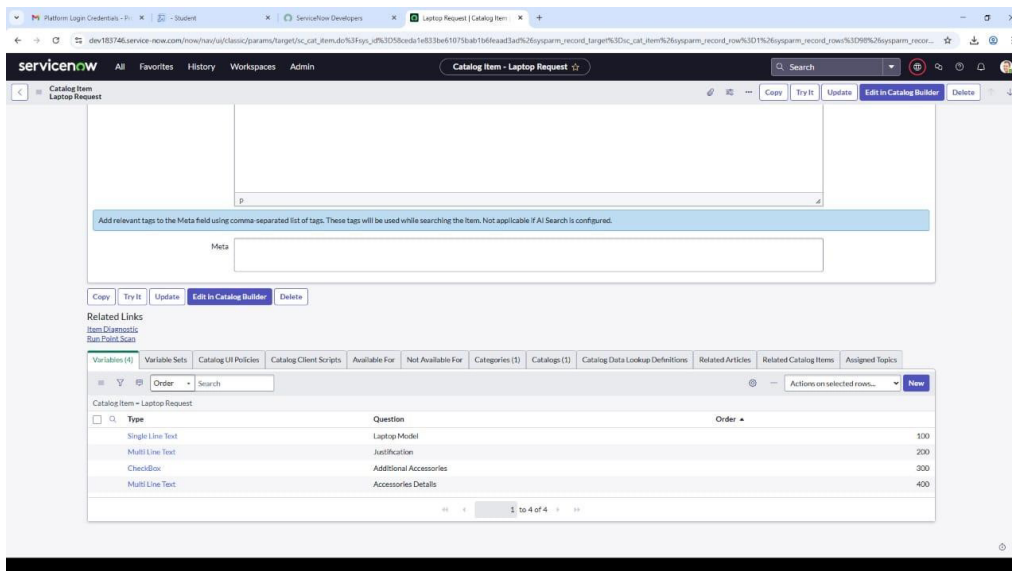 Platform Login Credentials - Pr
- Student
ServiceNow Developers
Laptop Request | Catalog Item
dev183746.service-now.com/now/nav/ui/classic/params/target/sc_cat_item.do%3Fsys_id%3D58ceda1e833be61075bab1b6feaad3ad%26sysparm_record_target%3Dsc_cat_item%26sysparm_record_row%3D1%26sysparm_record_rows%3D98%26sysparm_recor...
servicenow All Favorites History Workspaces Admin Catalog Item - Laptop Request Search
Catalog Item
Laptop Request
Copy Try It Update Edit in Catalog Builder Delete
p
Add relevant tags to the Meta field using comma-separated list of tags. These tags will be used while searching the item. Not applicable if AI Search is configured.
Meta
Copy Try It Update Edit in Catalog Builder Delete
Related Links
Item Diagnostic
Run Point Scan
Variables (4) Variable Sets Catalog UI Policies Catalog Client Scripts Available For Not Available For Categories (1) Catalogs (1) Catalog Data Lookup Definitions Related Articles Related Catalog Items Assigned Topics
Order Search Actions on selected rows... New
Catalog Item = Laptop Request
Type Question Order
Single Line Text Laptop Model 100
Multi Line Text Justification 200
CheckBox Additional Accessories 300
Multi Line Text Accessories Details 400
1 to 4 of 4